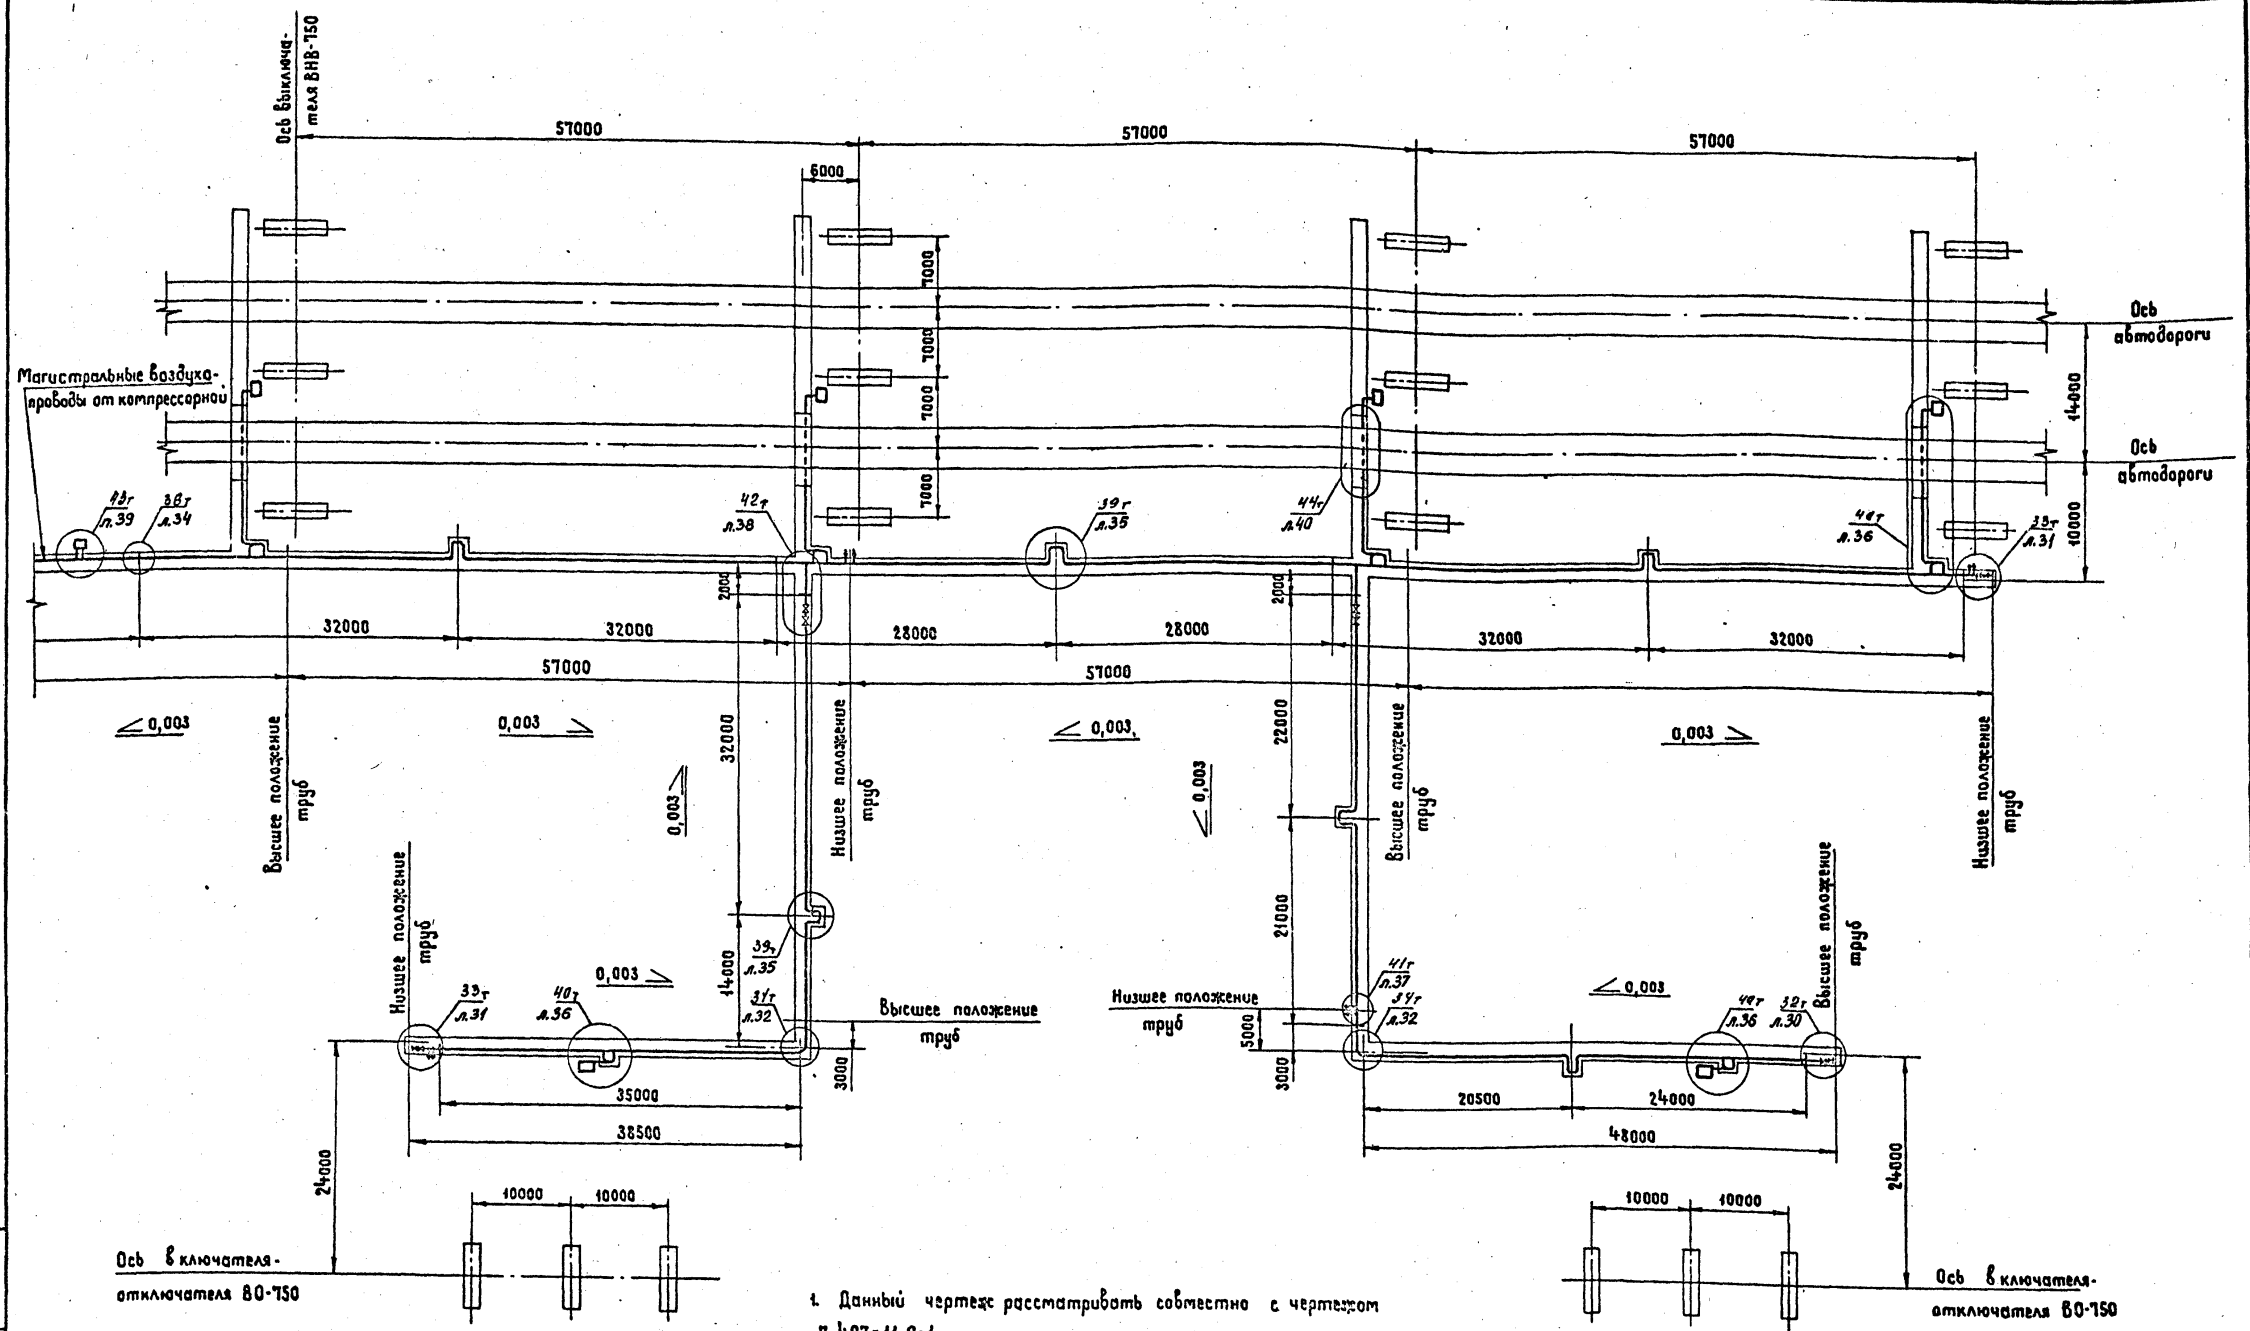 Ось выключа-
теля ВНВ-750
57000
57000
57000
6000
7000
7000
7000
7000
Ось
автодороги
14000
Ось
автодороги
10000
Магистральные воздухо-
проводы от компрессорной
43т
л.39
38т
л.34
42т
л.38
39т
л.35
44т
л.40
40т
л.36
33т
л.31
2000
2000
32000
32000
28000
28000
32000
32000
57000
57000
0,003
0,003
0,003
0,003
Высшее положение
труб
Низшее положение
труб
Высшее положение
труб
Низшее положение
труб
32000
0,003
22000
0,003
Низшее положение
труб
Высшее положение
труб
14000
39т
л.35
21000
0,003
0,003
33т
л.31
40т
л.36
31т
л.32
Высшее положение
труб
3000
Низшее положение
труб
5000
3000
41т
л.37
л.32
40т
л.36
32т
л.30
35000
38500
20500
24000
48000
24000
24000
10000
10000
10000
10000
Ось включателя-
отключателя ВО-750
Ось включателя-
отключателя ВО-750
1. Данный чертеж рассматривать совместно с чертежом